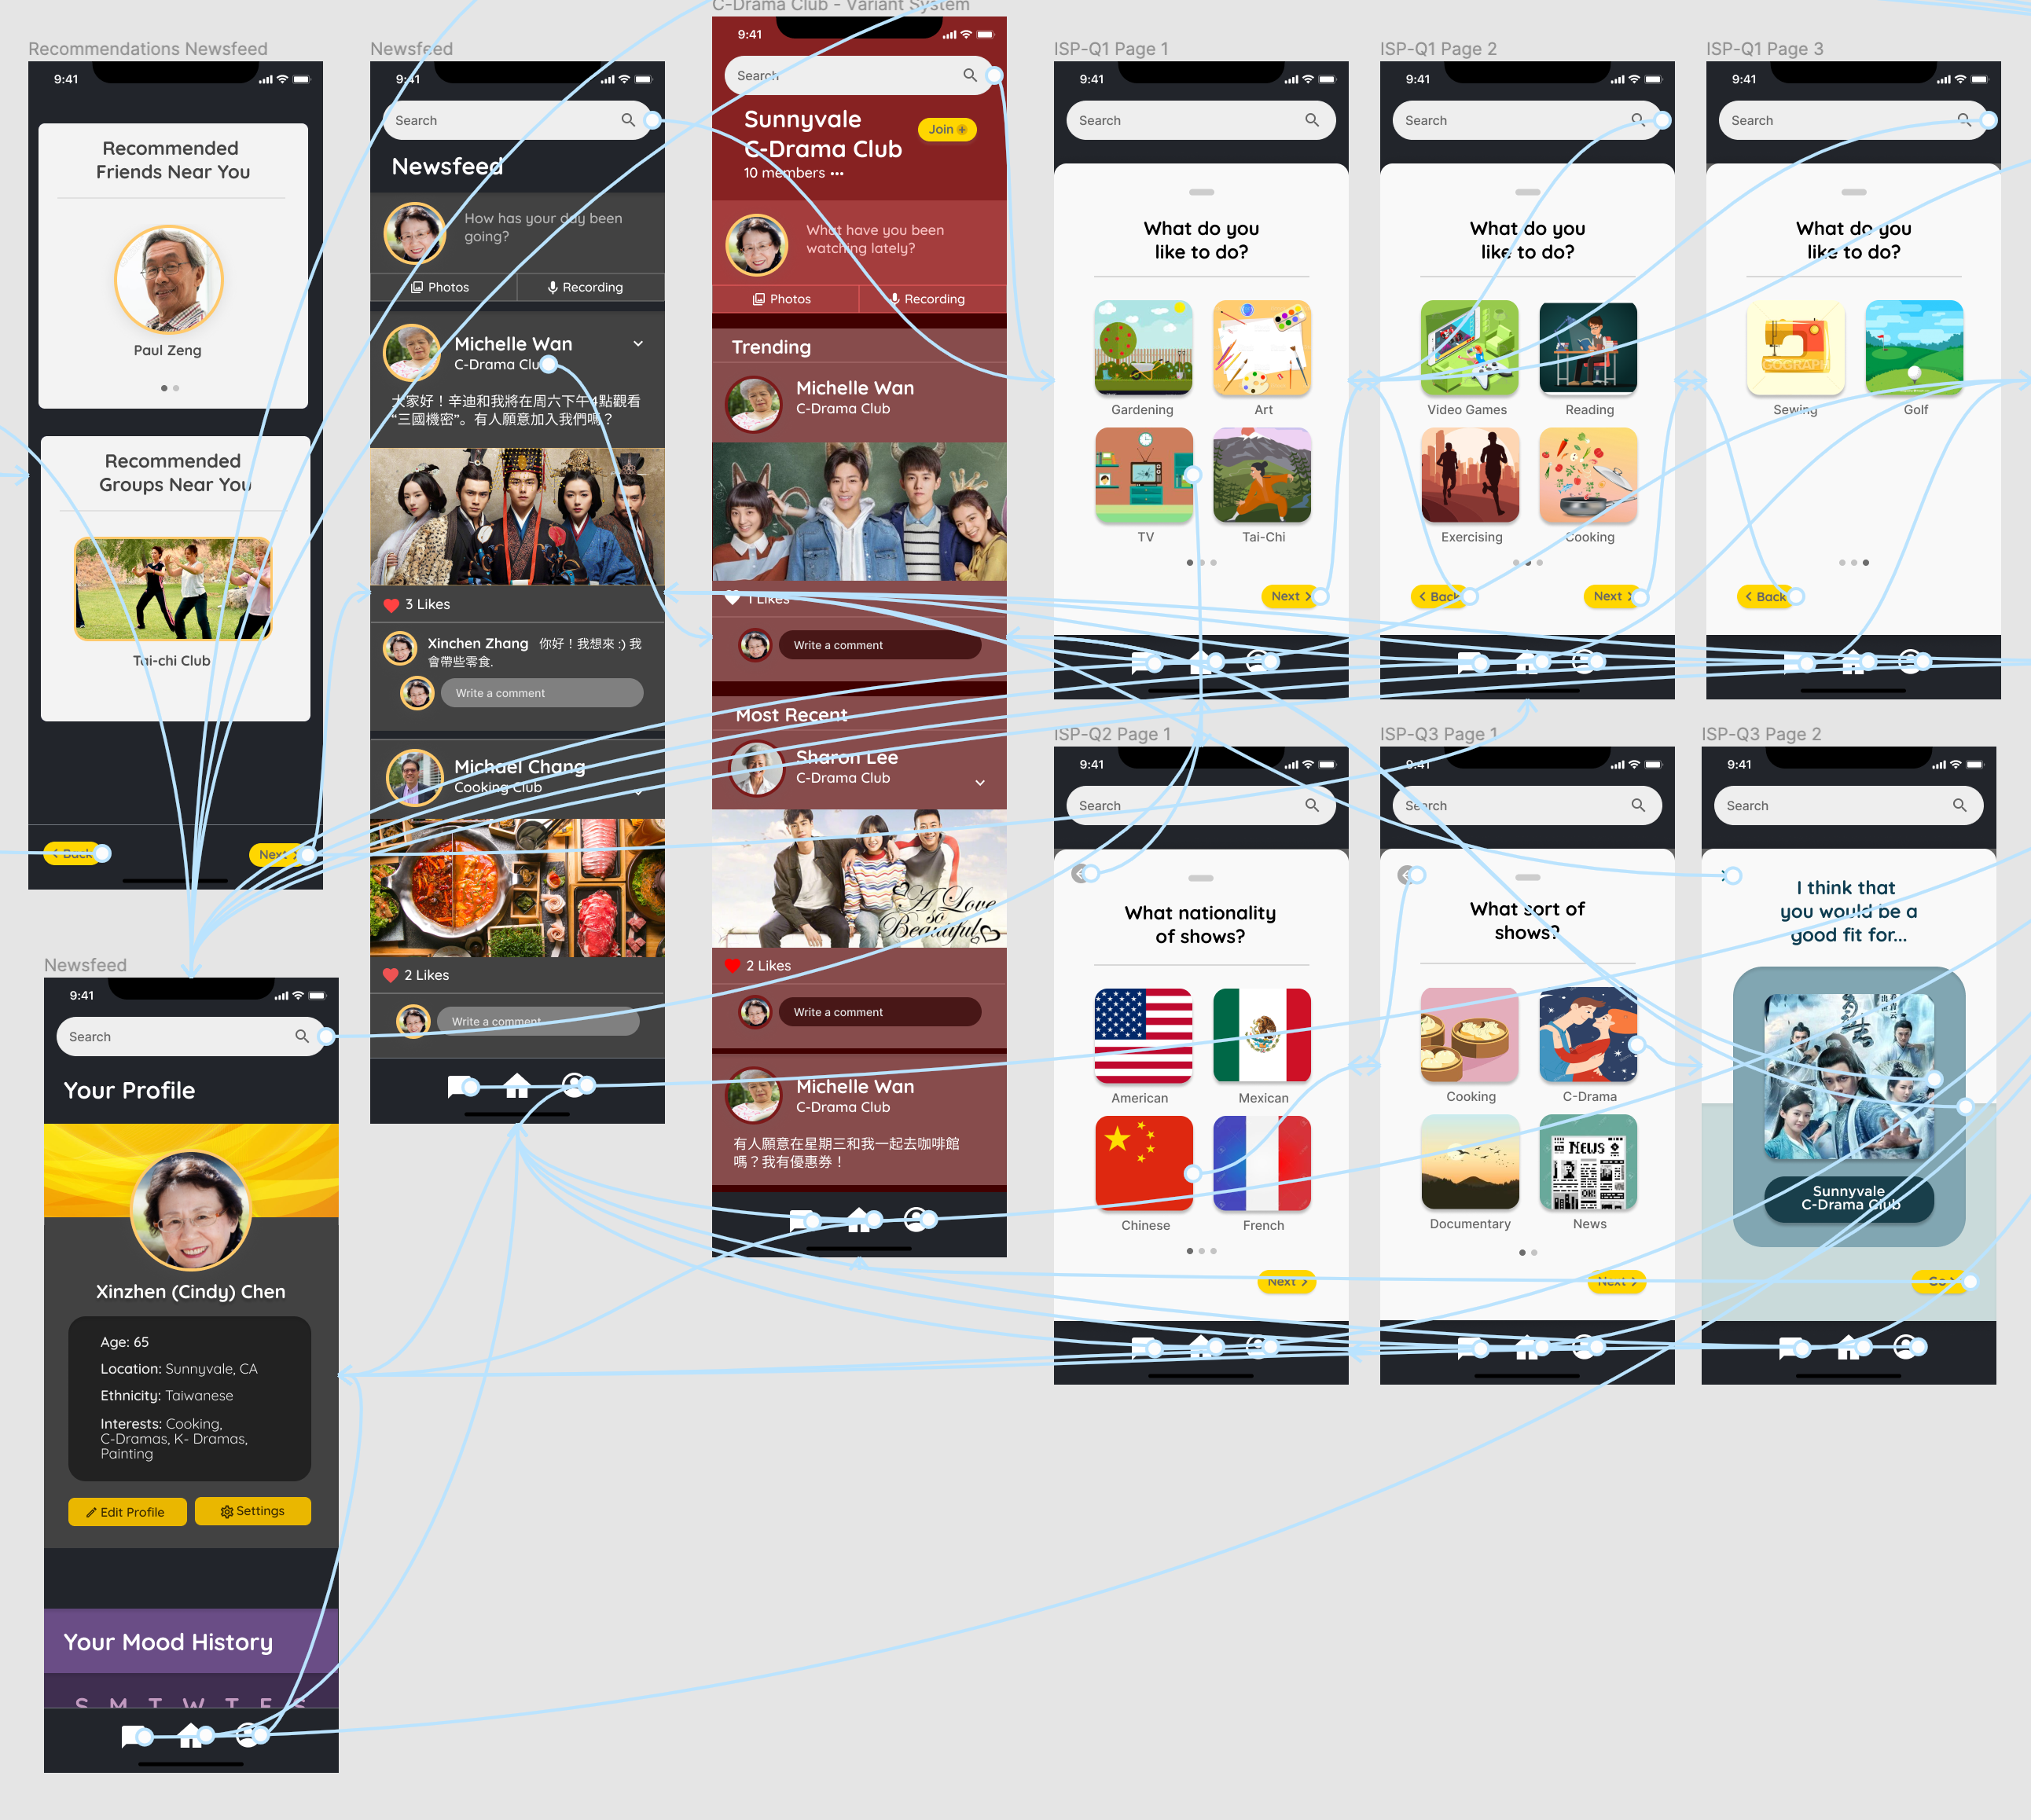 Recommendations Newsfeed
9:41
Recommended
Friends Near You
Paul Zeng
Recommended
Groups Near You
Tai-chi Club
Back
Next
Newsfeed
9:41
Search
Your Profile
Xinzhen (Cindy) Chen
Age: 65
Location: Sunnyvale, CA
Ethnicity: Taiwanese
Interests: Cooking,
C-Dramas, K- Dramas,
Painting
Edit Profile
Settings
Your Mood History
S M T W T F S
Newsfeed
9:41
Search
Newsfeed
How has your day been
going?
Photos
Recording
Michelle Wan
C-Drama Club
大家好！辛迪和我將在周六下午4點觀看
“三國機密”。有人願意加入我們嗎？
3 Likes
Xinchen Zhang 你好！我想來 :) 我
會帶些零食.
Write a comment
Michael Chang
Cooking Club
2 Likes
Write a comment
C-Drama Club - Variant System
9:41
Search
Sunnyvale
C-Drama Club
Join
10 members
What have you been
watching lately?
Photos
Recording
Trending
Michelle Wan
C-Drama Club
1 Likes
Write a comment
Most Recent
Sharon Lee
C-Drama Club
A Love
so
Beautiful
2 Likes
Write a comment
Michelle Wan
C-Drama Club
有人願意在星期三和我一起去咖啡館
嗎？我有優惠券！
ISP-Q1 Page 1
9:41
Search
What do you
like to do?
Gardening
Art
TV
Tai-Chi
Next
ISP-Q1 Page 2
9:41
Search
What do you
like to do?
Video Games
Reading
Exercising
Cooking
Back
Next
ISP-Q1 Page 3
9:41
Search
What do you
like to do?
Sewing
Golf
Back
ISP-Q2 Page 1
9:41
Search
What nationality
of shows?
American
Mexican
Chinese
French
Next
ISP-Q3 Page 1
9:41
Search
What sort of
shows?
Cooking
C-Drama
NEWS
Documentary
News
Next
ISP-Q3 Page 2
9:41
Search
I think that
you would be a
good fit for...
Sunnyvale
C-Drama Club
Go